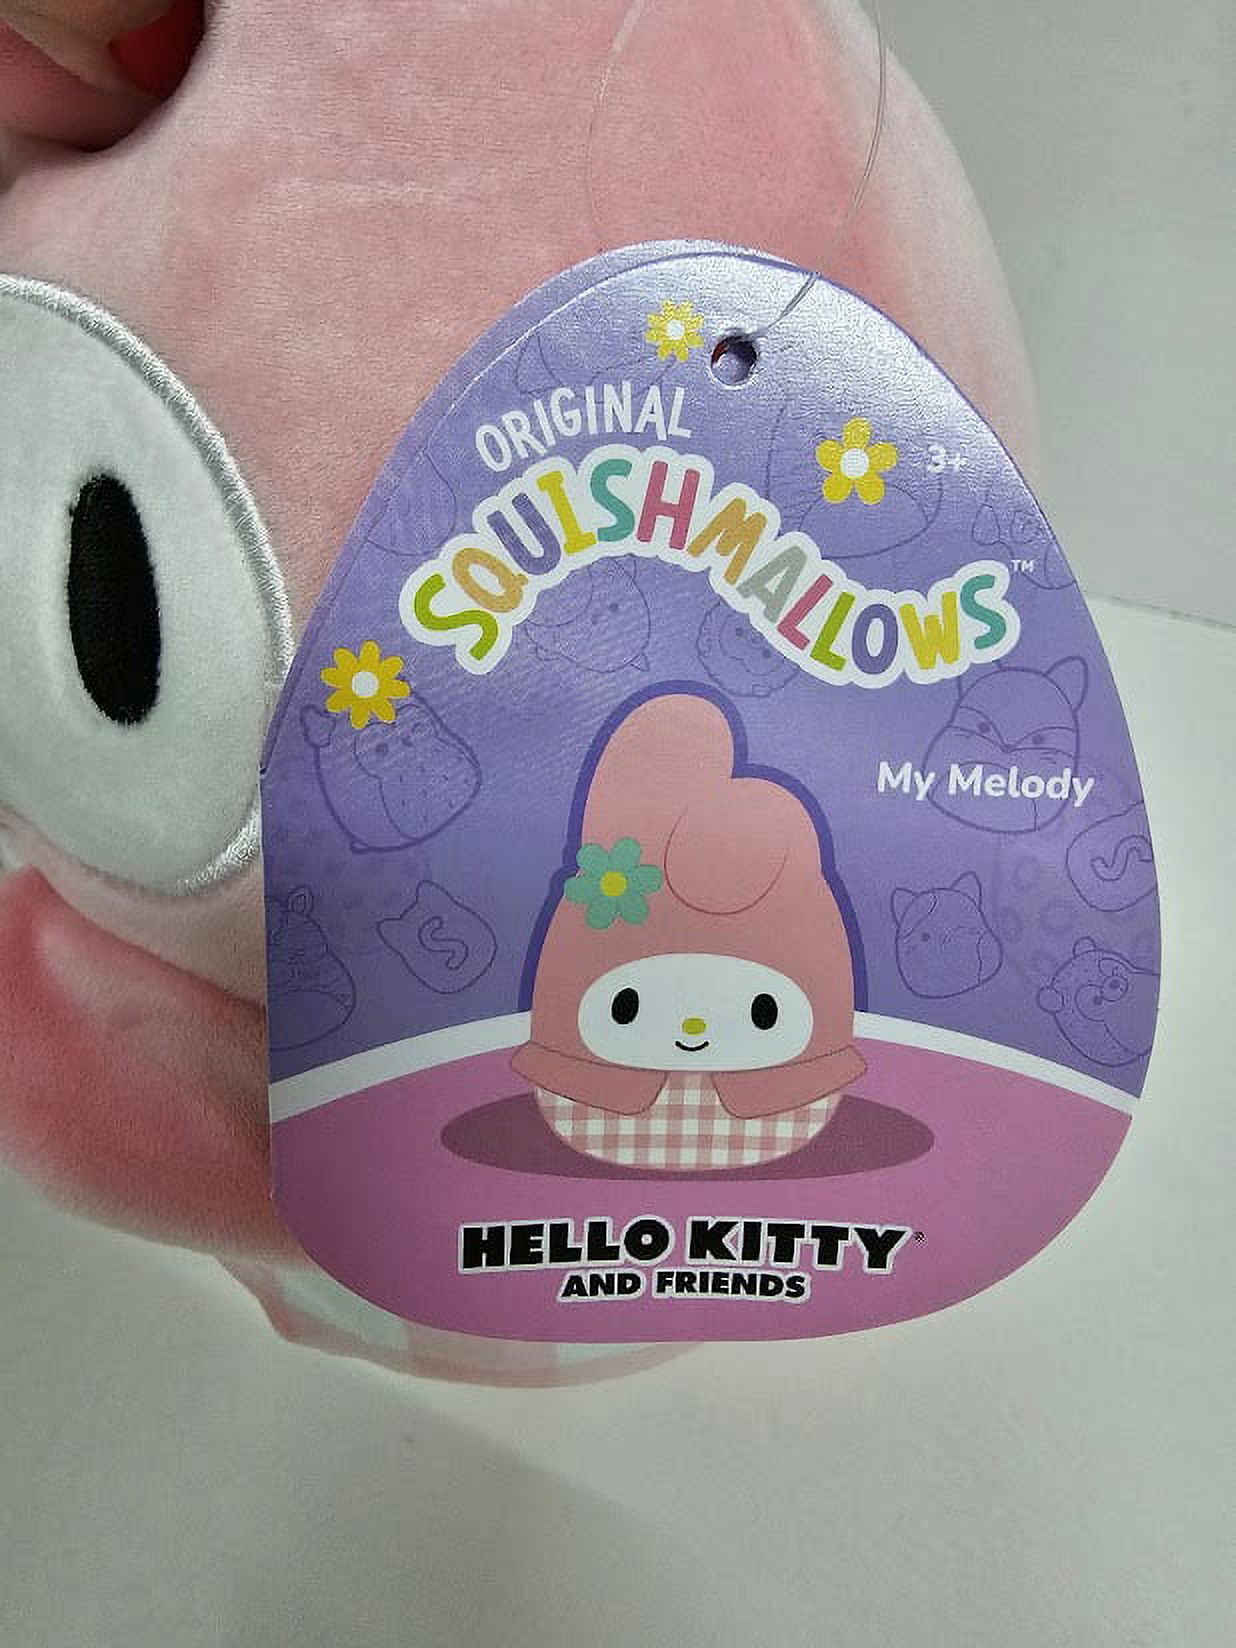 ORIGINAL
3+
SQUISHMALLOWS™
My Melody
S
S
HELLO KITTY®
AND FRIENDS